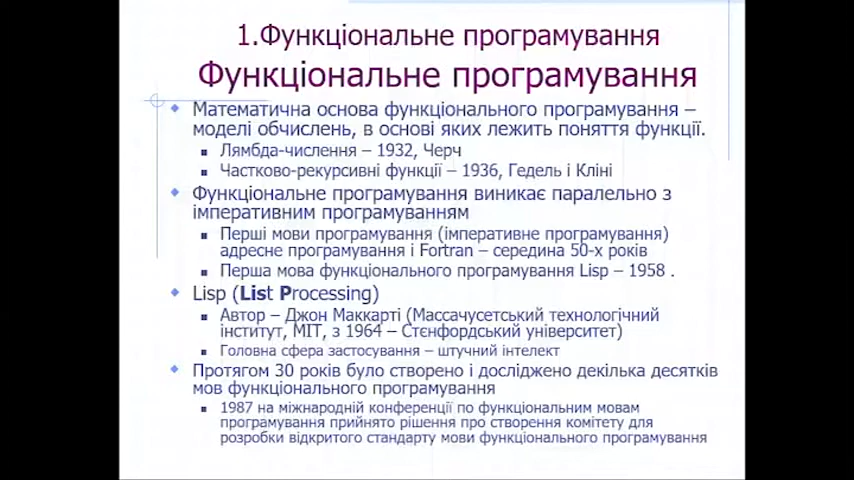 1.Функціональне програмування
Функціональне програмування
Математична основа функціонального програмування –
моделі обчислень, в основі яких лежить поняття функції.
Лямбда-числення – 1932, Черч
Частково-рекурсивні функції – 1936, Гедель і Кліні
Функціональне програмування виникає паралельно з
імперативним програмуванням
Перші мови програмування (імперативне програмування)
адресне програмування і Fortran – середина 50-х років
Перша мова функціонального програмування Lisp – 1958 .
Lisp (List Processing)
Автор – Джон Маккарті (Массачусетський технологічний
інститут, MIT, з 1964 – Стєнфордський університет)
Головна сфера застосування – штучний інтелект
Протягом 30 років було створено і досліджено декілька десятків
мов функціонального програмування
1987 на міжнародній конференції по функціональним мовам
програмування прийнято рішення про створення комітету для
розробки відкритого стандарту мови функціонального програмування